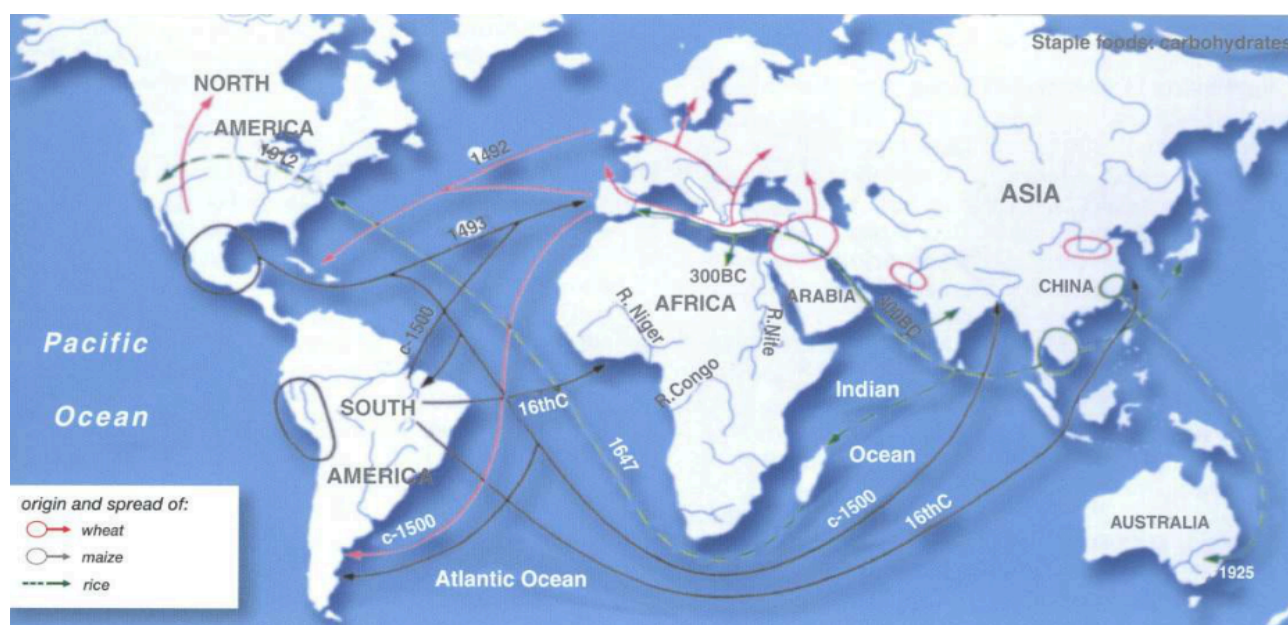 Staple foods: carbohydrates
NORTH
AMERICA
1912
1492
1493
ASIA
CHINA
300BC
AFRICA
ARABIA
300BC
R. Niger
R.Nile
R.Congo
Pacific
Ocean
c-1500
SOUTH
AMERICA
16thC
Indian
Ocean
1647
c-1500
16thC
c-1500
Atlantic Ocean
AUSTRALIA
1925
origin and spread of:
wheat
maize
rice